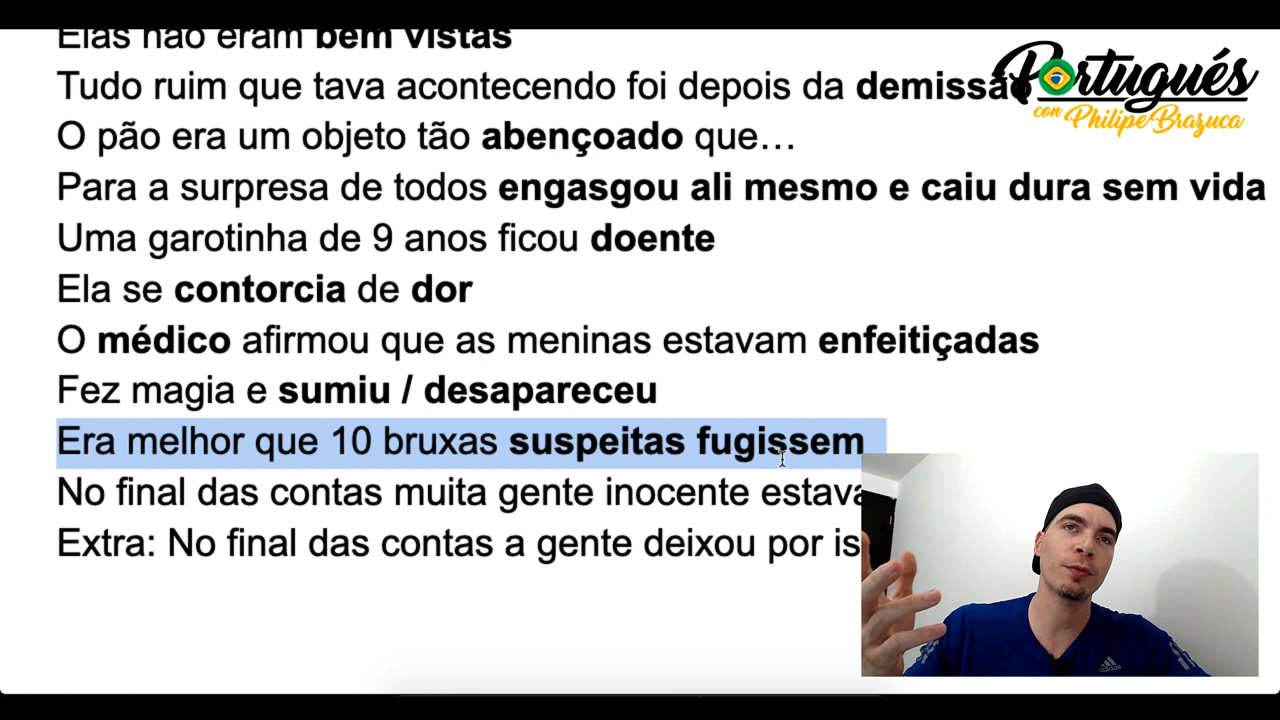 Elas não eram bem vistas
Tudo ruim que tava acontecendo foi depois da demissão
O pão era um objeto tão abençoado que…
Para a surpresa de todos engasgou ali mesmo e caiu dura sem vida
Uma garotinha de 9 anos ficou doente
Ela se contorcia de dor
O médico afirmou que as meninas estavam enfeitiçadas
Fez magia e sumiu / desapareceu
Era melhor que 10 bruxas suspeitas fugissem
No final das contas muita gente inocente estava
Extra: No final das contas a gente deixou por is
Portugués
con Philipe Brazuca
adidas